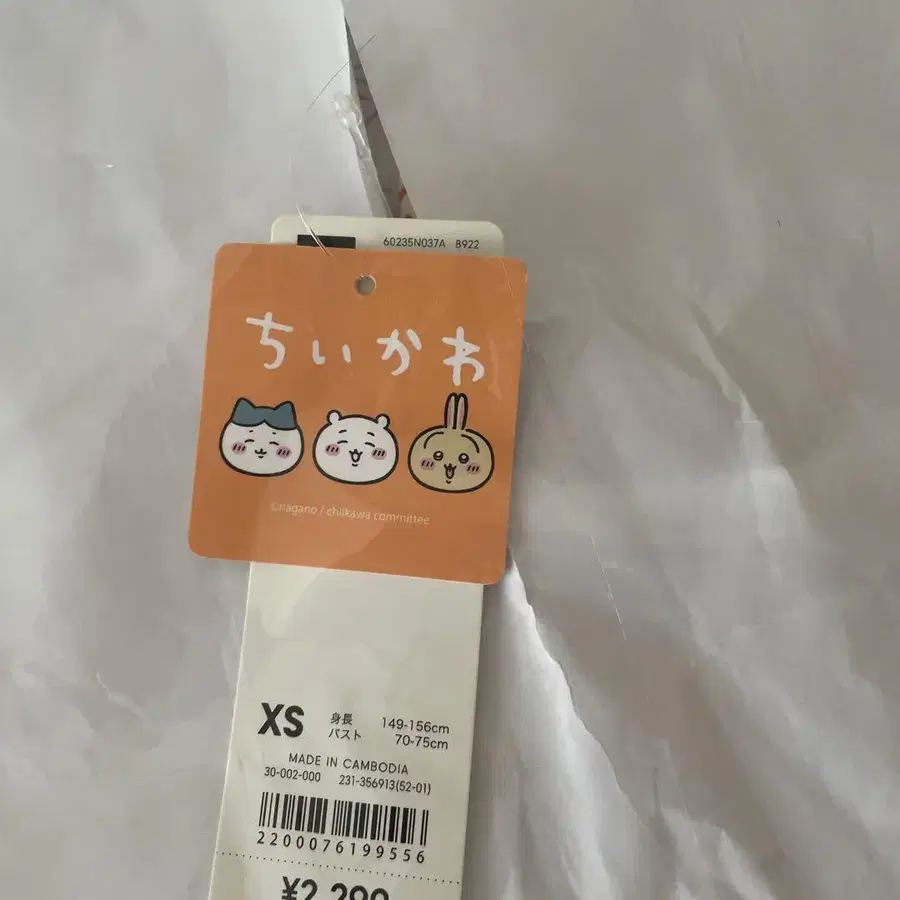 60235N037A 8922
ちいかわ
©nagano / chiikawa committee
XS
身長 149-156cm
バスト 70-75cm
MADE IN CAMBODIA
30-002-000 231-356913(52-01)
2200076199556